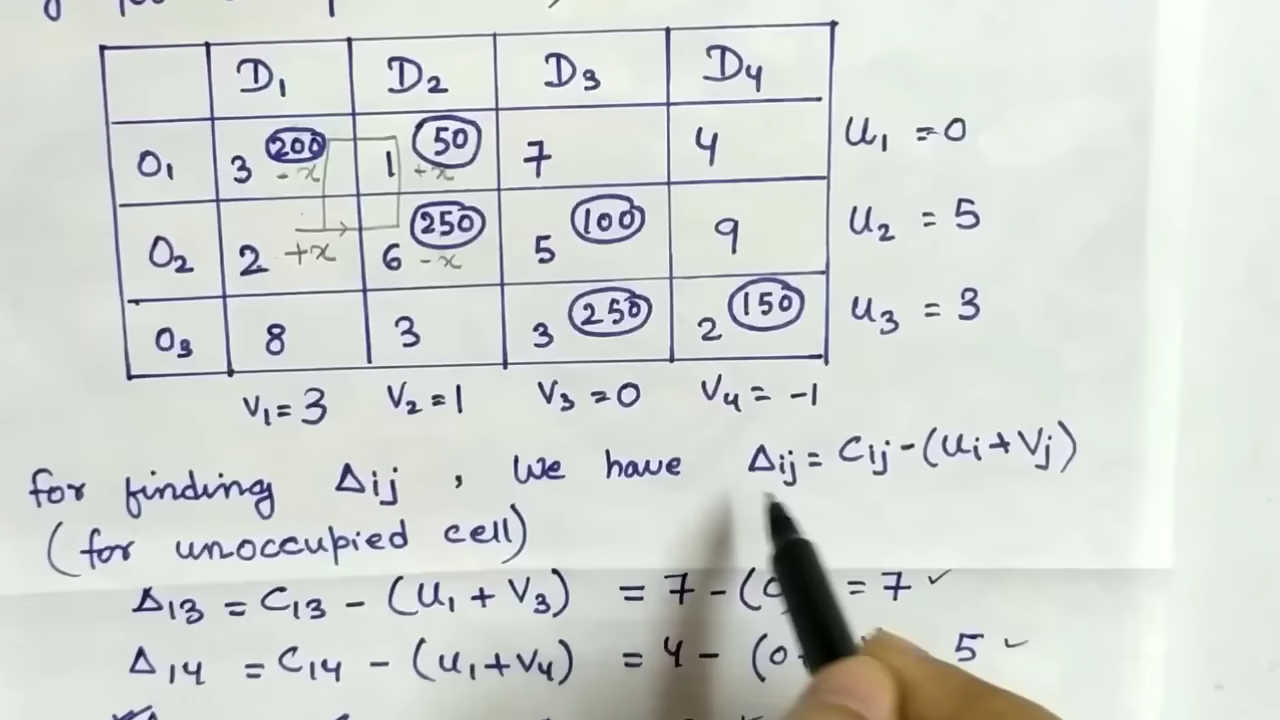 D1 D2 D3 D4
O1 3 200 -x 1 50 +x 7 4 U1 = 0
O2 2 +x 6 250 -x 5 100 9 U2 = 5
O3 8 3 3 250 2 150 U3 = 3
V1 = 3 V2 = 1 V3 = 0 V4 = -1
for finding Δij , We have Δij = Cij - (Ui + Vj)
(for unoccupied cell)
Δ13 = C13 - (U1 + V3) = 7 - (0 = 7 ✓
Δ14 = C14 - (U1 + V4) = 4 - (0 5 ✓